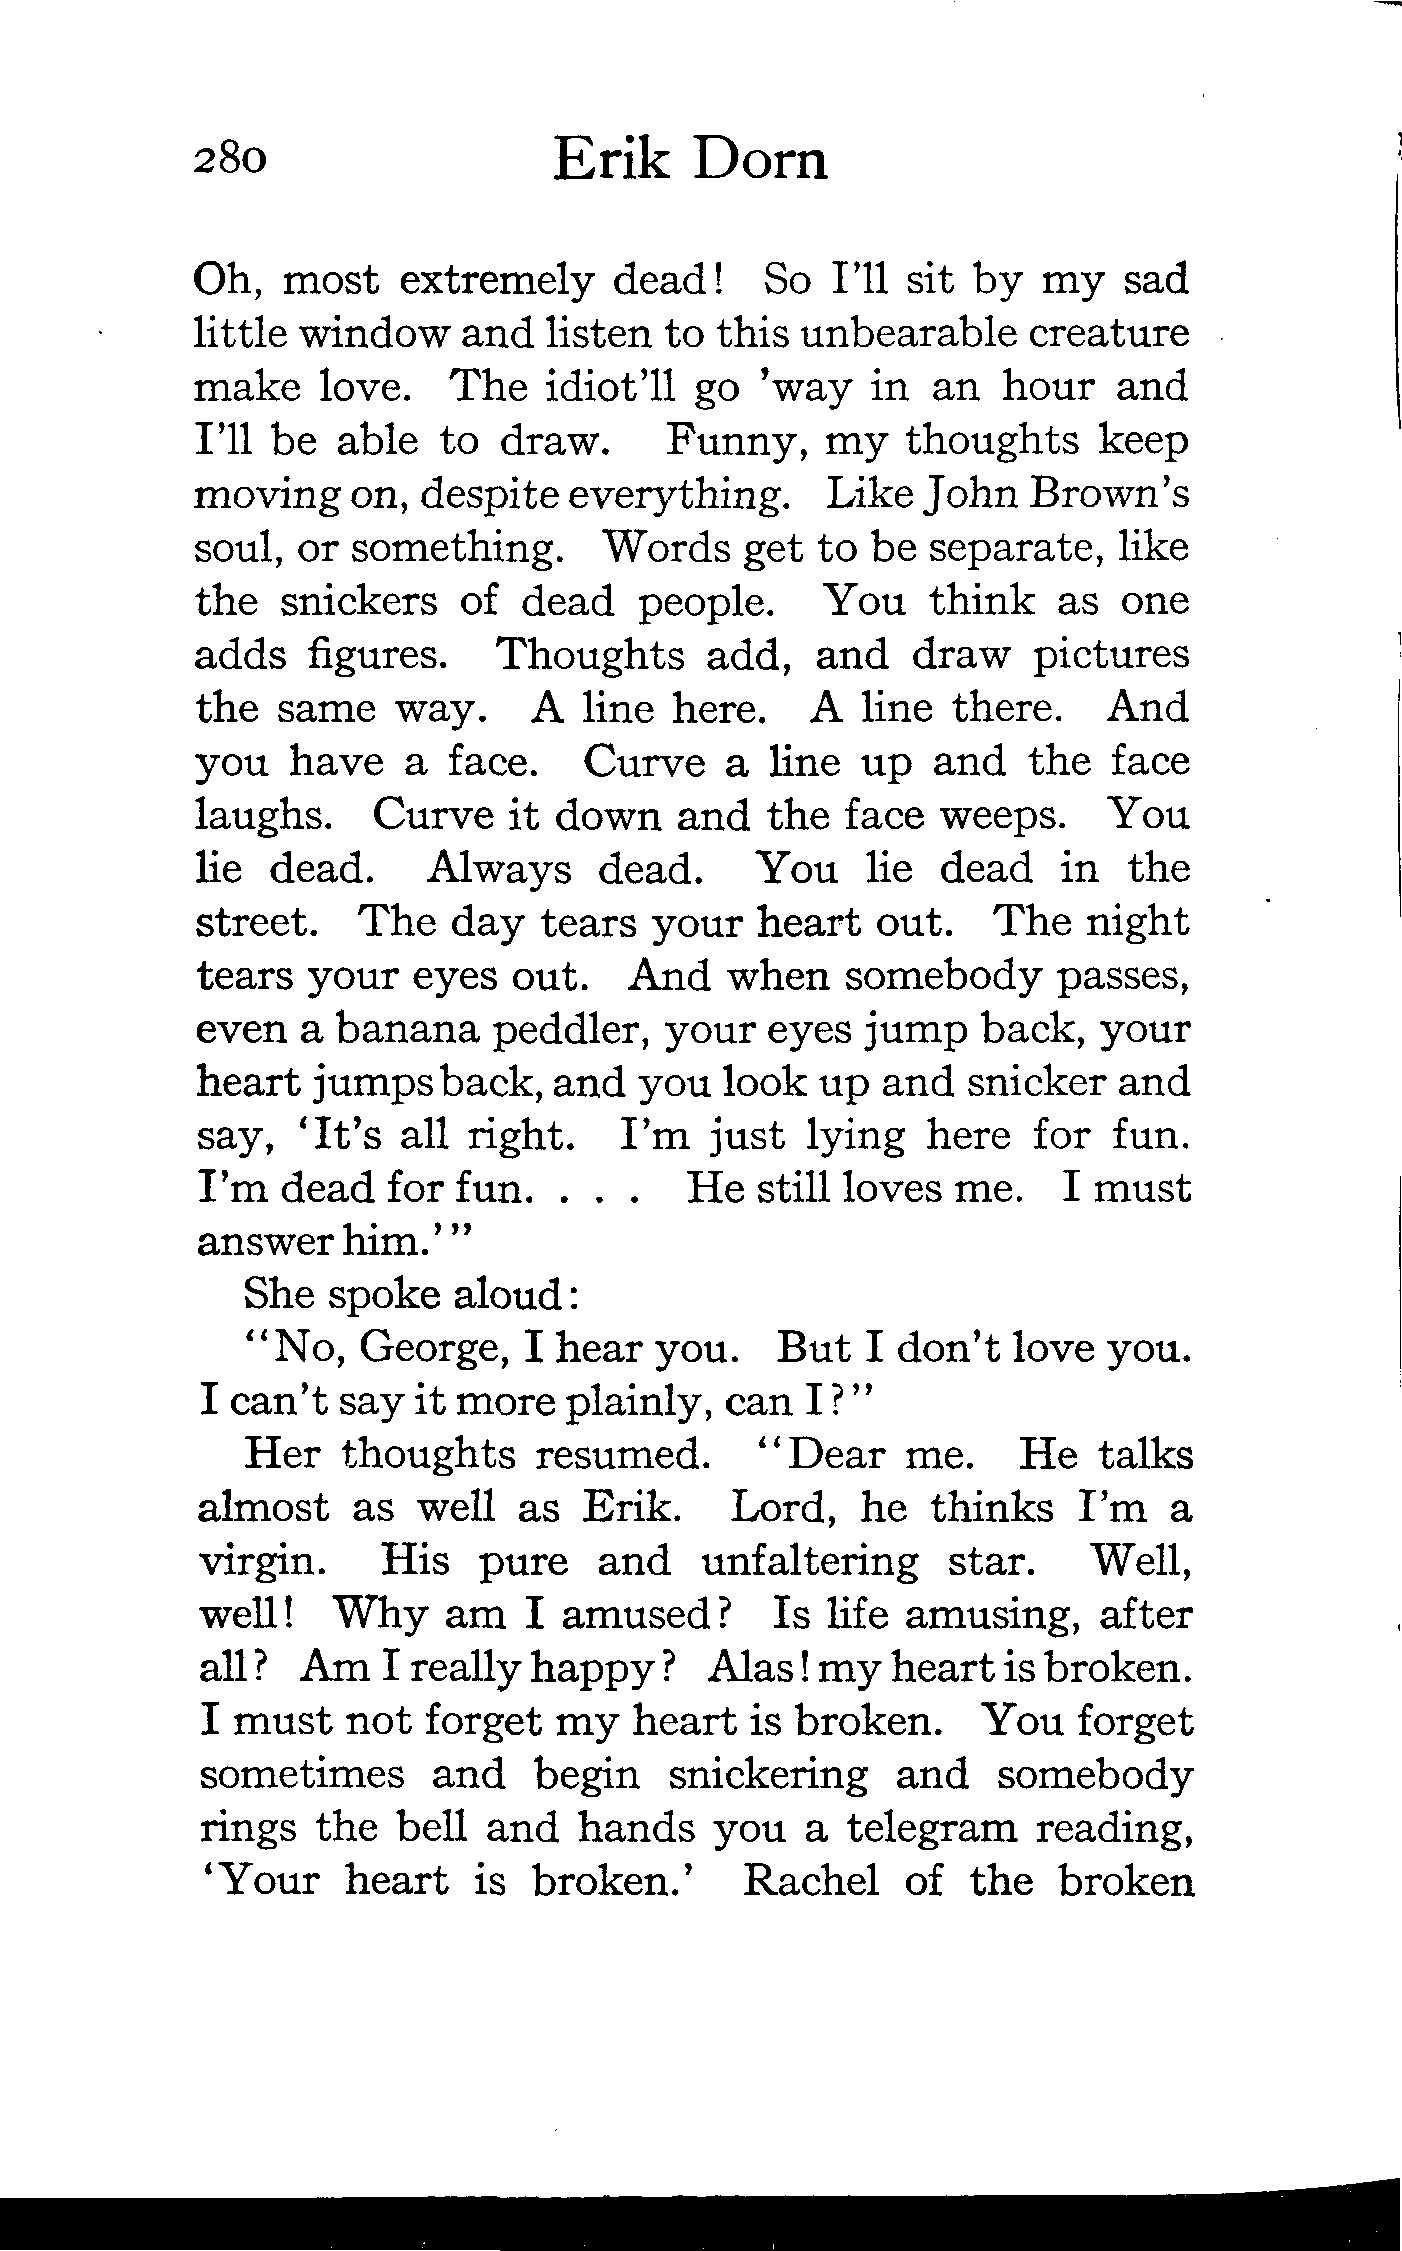 280 Erik Dorn
Oh, most extremely dead! So I'll sit by my sad
little window and listen to this unbearable creature
make love. The idiot'll go 'way in an hour and
I'll be able to draw. Funny, my thoughts keep
moving on, despite everything. Like John Brown's
soul, or something. Words get to be separate, like
the snickers of dead people. You think as one
adds figures. Thoughts add, and draw pictures
the same way. A line here. A line there. And
you have a face. Curve a line up and the face
laughs. Curve it down and the face weeps. You
lie dead. Always dead. You lie dead in the
street. The day tears your heart out. The night
tears your eyes out. And when somebody passes,
even a banana peddler, your eyes jump back, your
heart jumps back, and you look up and snicker and
say, 'It's all right. I'm just lying here for fun.
I'm dead for fun. . . . He still loves me. I must
answer him.'"
She spoke aloud:
"No, George, I hear you. But I don't love you.
I can't say it more plainly, can I?"
Her thoughts resumed. "Dear me. He talks
almost as well as Erik. Lord, he thinks I'm a
virgin. His pure and unfaltering star. Well,
well! Why am I amused? Is life amusing, after
all? Am I really happy? Alas! my heart is broken.
I must not forget my heart is broken. You forget
sometimes and begin snickering and somebody
rings the bell and hands you a telegram reading,
'Your heart is broken.' Rachel of the broken